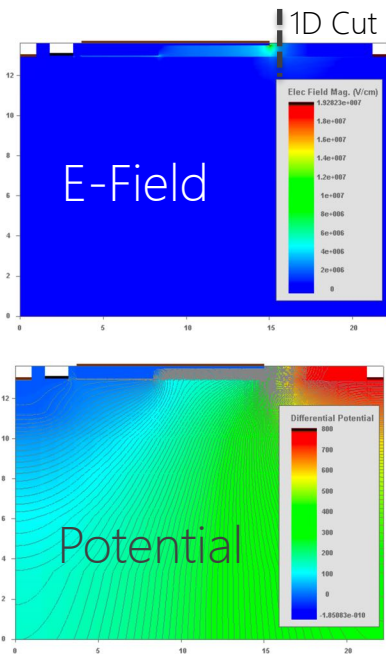 1D Cut
Elec Field Mag. (V/cm)
1.92823e+007
1.8e+007
1.6e+007
1.4e+007
1.2e+007
1e+007
8e+006
6e+006
4e+006
2e+006
0
E-Field
12
10
8
6
4
2
0
0 5 10 15 20
Differential Potential
800
700
600
500
400
300
200
100
0
Potential
12
10
8
6
4
2
0
0 5 10 15 20